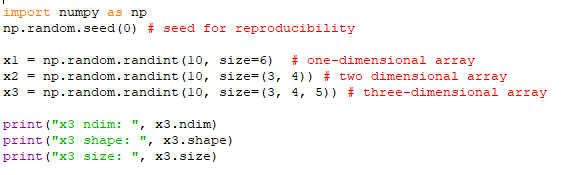 import numpy as np
np.random.seed(0) # seed for reproducibility
x1 = np.random.randint(10, size=6)  # one-dimensional array
x2 = np.random.randint(10, size=(3, 4)) # two dimensional array
x3 = np.random.randint(10, size=(3, 4, 5)) # three-dimensional array
print("x3 ndim: ", x3.ndim)
print("x3 shape: ", x3.shape)
print("x3 size: ", x3.size)